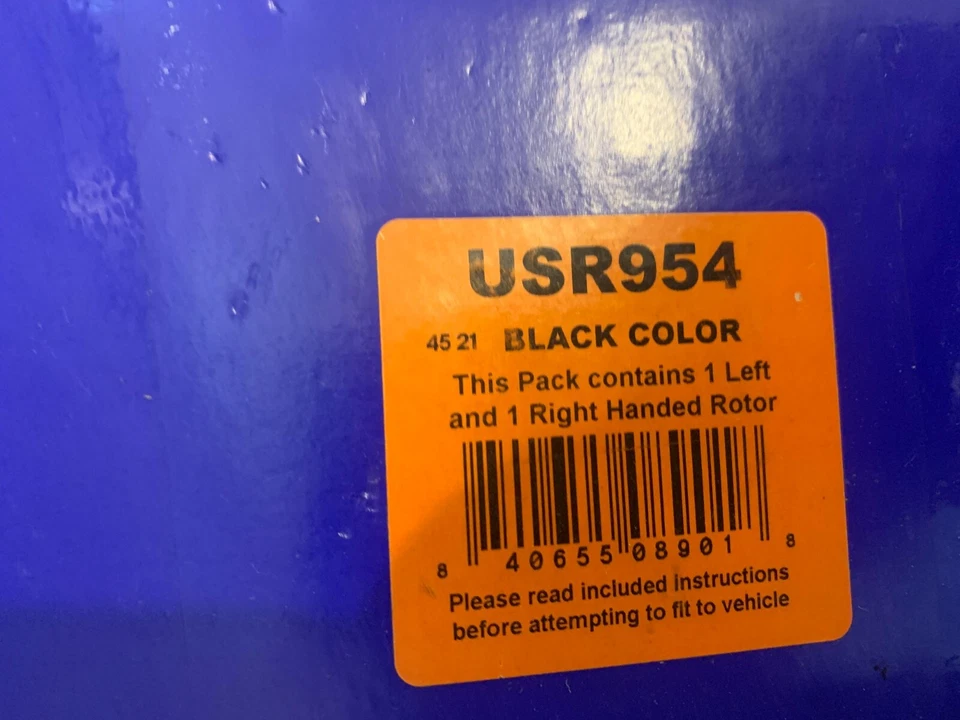 USR954
45 21 BLACK COLOR
This Pack contains 1 Left
and 1 Right Handed Rotor
8 40655 08901 8
Please read included instructions
before attempting to fit to vehicle